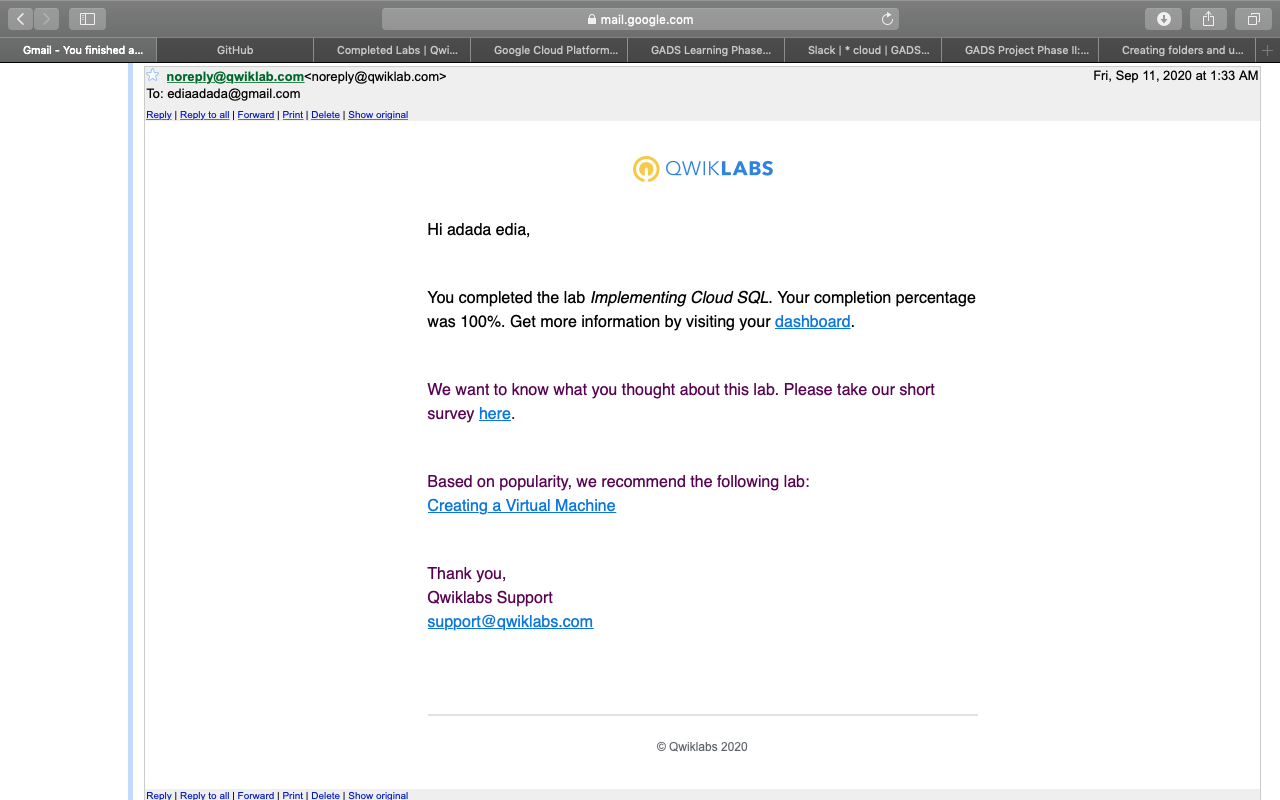 mail.google.com
Gmail - You finished a...
GitHub
Completed Labs | Qwi...
Google Cloud Platform...
GADS Learning Phase...
Slack | * cloud | GADS...
GADS Project Phase II:...
Creating folders and u...
noreply@qwiklab.com<noreply@qwiklab.com>
Fri, Sep 11, 2020 at 1:33 AM
To: ediaadada@gmail.com
Reply | Reply to all | Forward | Print | Delete | Show original
QWIKLABS
Hi adada edia,
You completed the lab Implementing Cloud SQL. Your completion percentage
was 100%. Get more information by visiting your dashboard.
We want to know what you thought about this lab. Please take our short
survey here.
Based on popularity, we recommend the following lab:
Creating a Virtual Machine
Thank you,
Qwiklabs Support
support@qwiklabs.com
© Qwiklabs 2020
Reply | Reply to all | Forward | Print | Delete | Show original